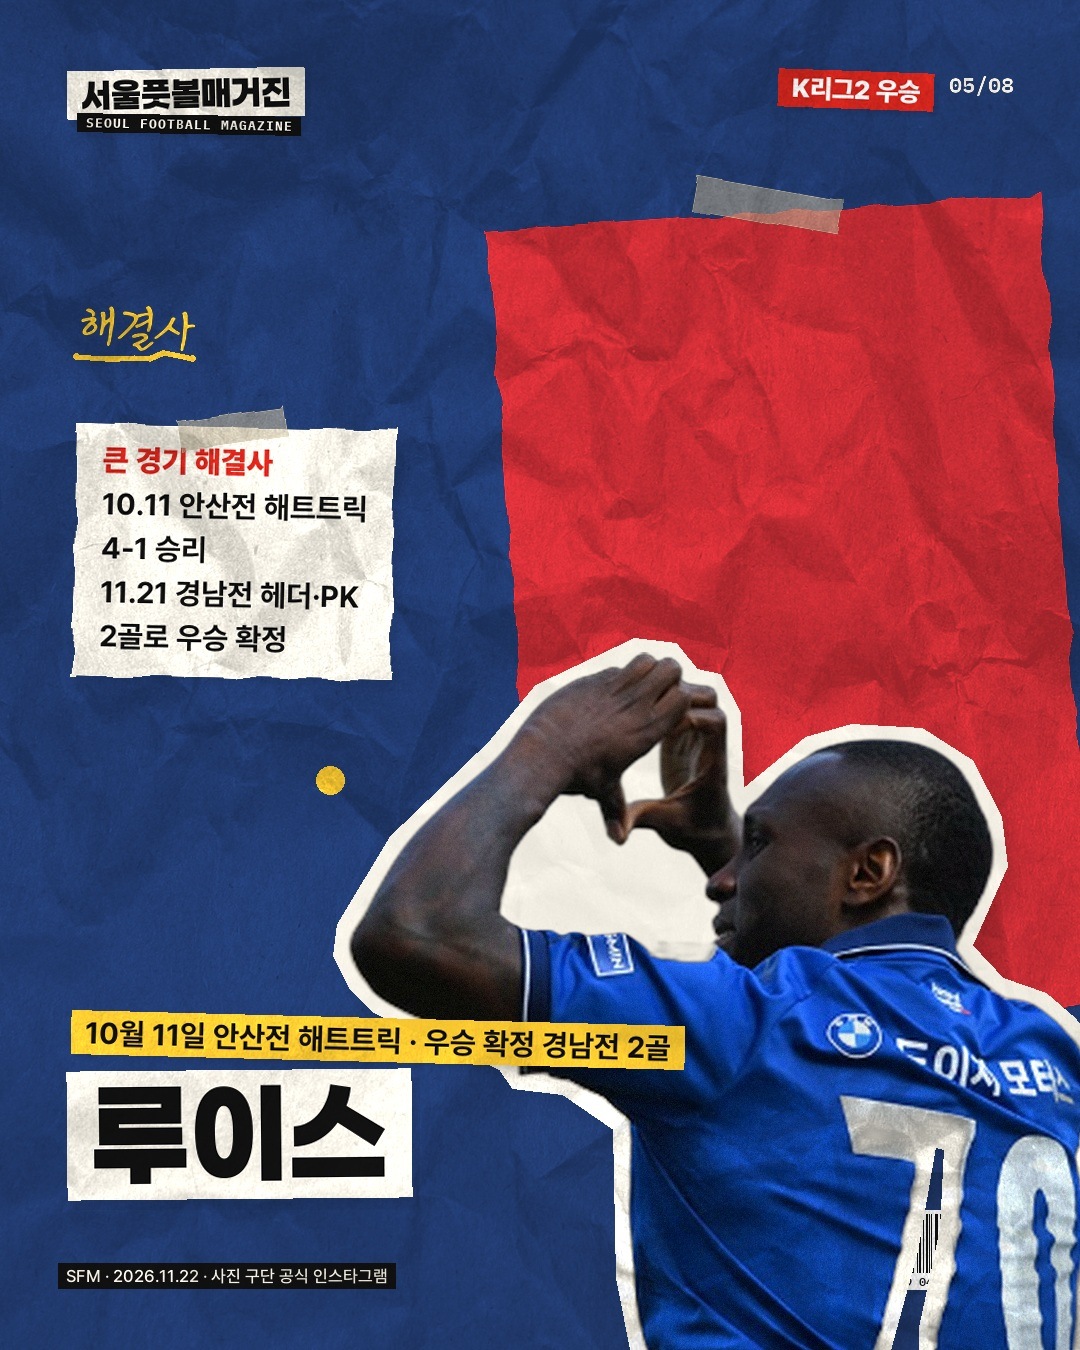 서울풋볼매거진
SEOUL FOOTBALL MAGAZINE
K리그2 우승
05/08
해결사
큰 경기 해결사
10.11 안산전 해트트릭
4-1 승리
11.21 경남전 헤더·PK
2골로 우승 확정
10월 11일 안산전 해트트릭 · 우승 확정 경남전 2골
루이스
SFM · 2026.11.22 · 사진 구단 공식 인스타그램
BMW
모터스
70